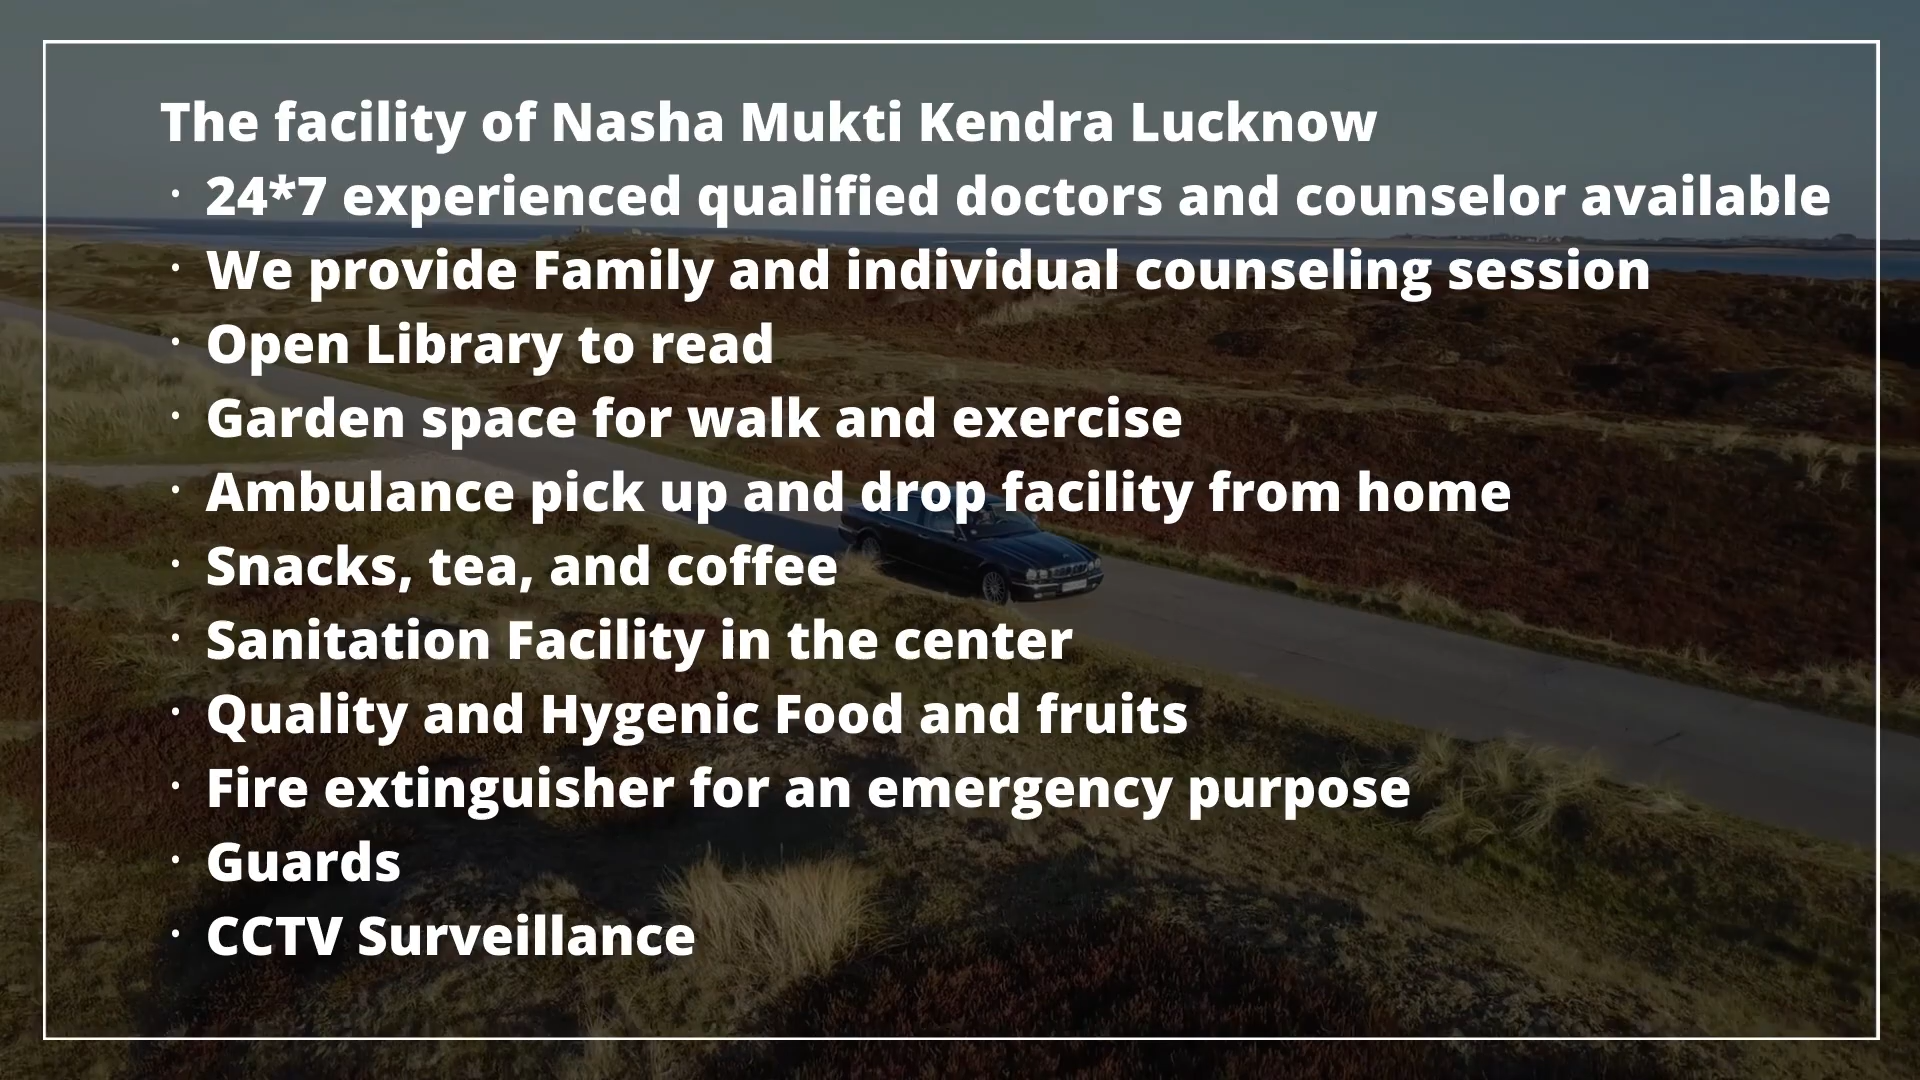 The facility of Nasha Mukti Kendra Lucknow
· 24*7 experienced qualified doctors and counselor available
· We provide Family and individual counseling session
· Open Library to read
· Garden space for walk and exercise
· Ambulance pick up and drop facility from home
· Snacks, tea, and coffee
· Sanitation Facility in the center
· Quality and Hygenic Food and fruits
· Fire extinguisher for an emergency purpose
· Guards
· CCTV Surveillance